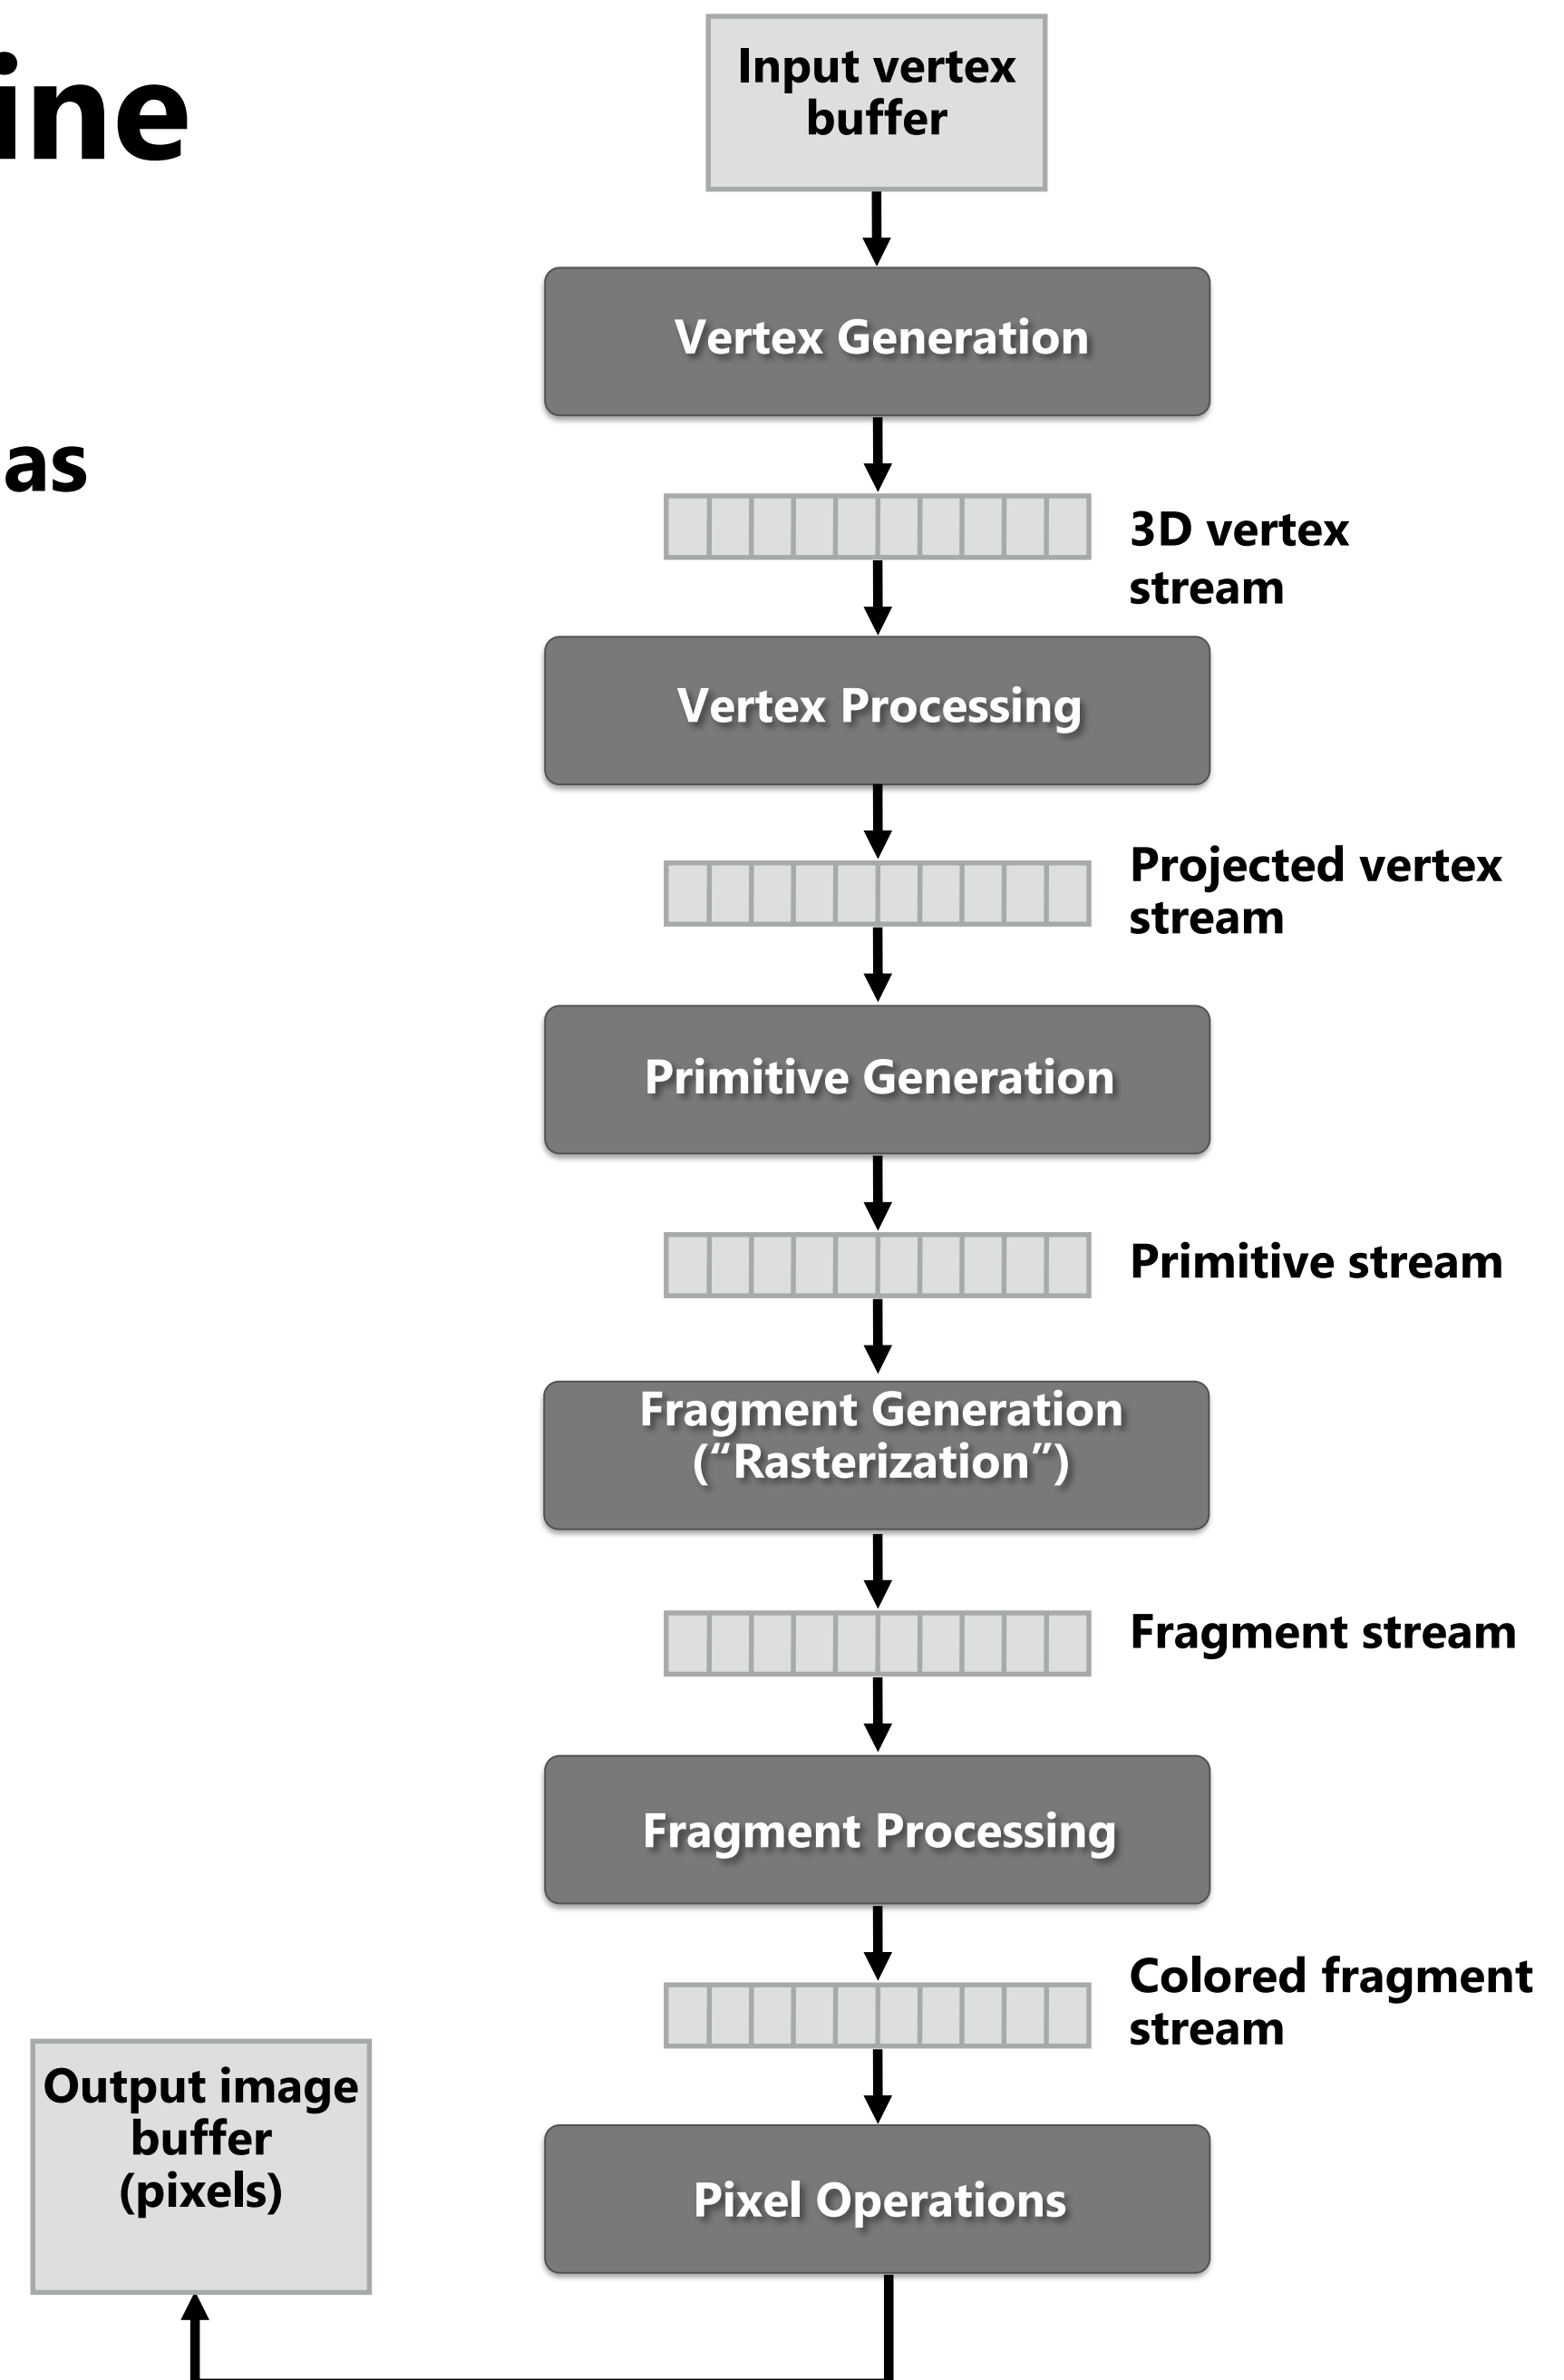 ine
as
Input vertex
buffer
Vertex Generation
3D vertex
stream
Vertex Processing
Projected vertex
stream
Primitive Generation
Primitive stream
Fragment Generation
(“Rasterization”)
Fragment stream
Fragment Processing
Colored fragment
stream
Pixel Operations
Output image
buffer
(pixels)